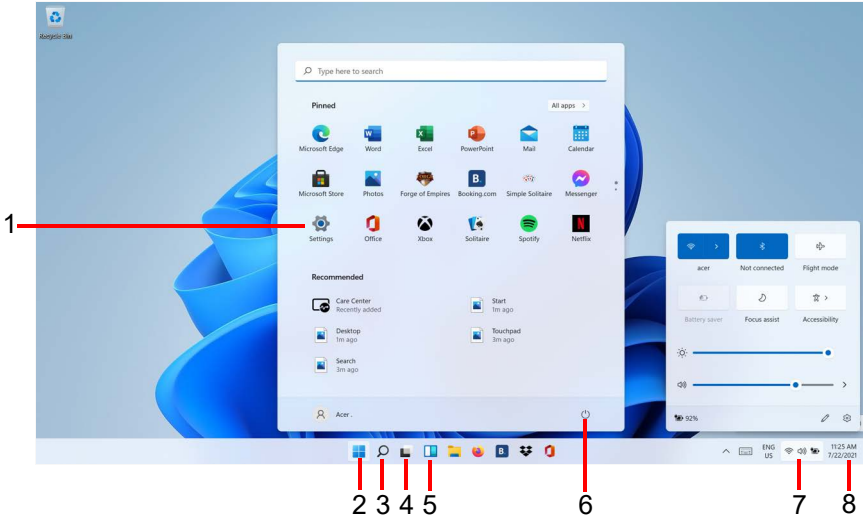 Recycle Bin
Type here to search
Pinned
All apps >
Microsoft Edge Word Excel PowerPoint Mail Calendar
Microsoft Store Photos Forge of Empires Booking.com Simple Solitaire Messenger
1
Settings Office Xbox Solitaire Spotify Netflix
Recommended
Care Center
Recently added
Start
1m ago
Desktop
1m ago
Touchpad
3m ago
Search
3m ago
Acer .
acer Not connected Flight mode
Battery saver Focus assist Accessibility
92%
ENG
US
11:25 AM
7/22/2021
2 3 4 5 6 7 8